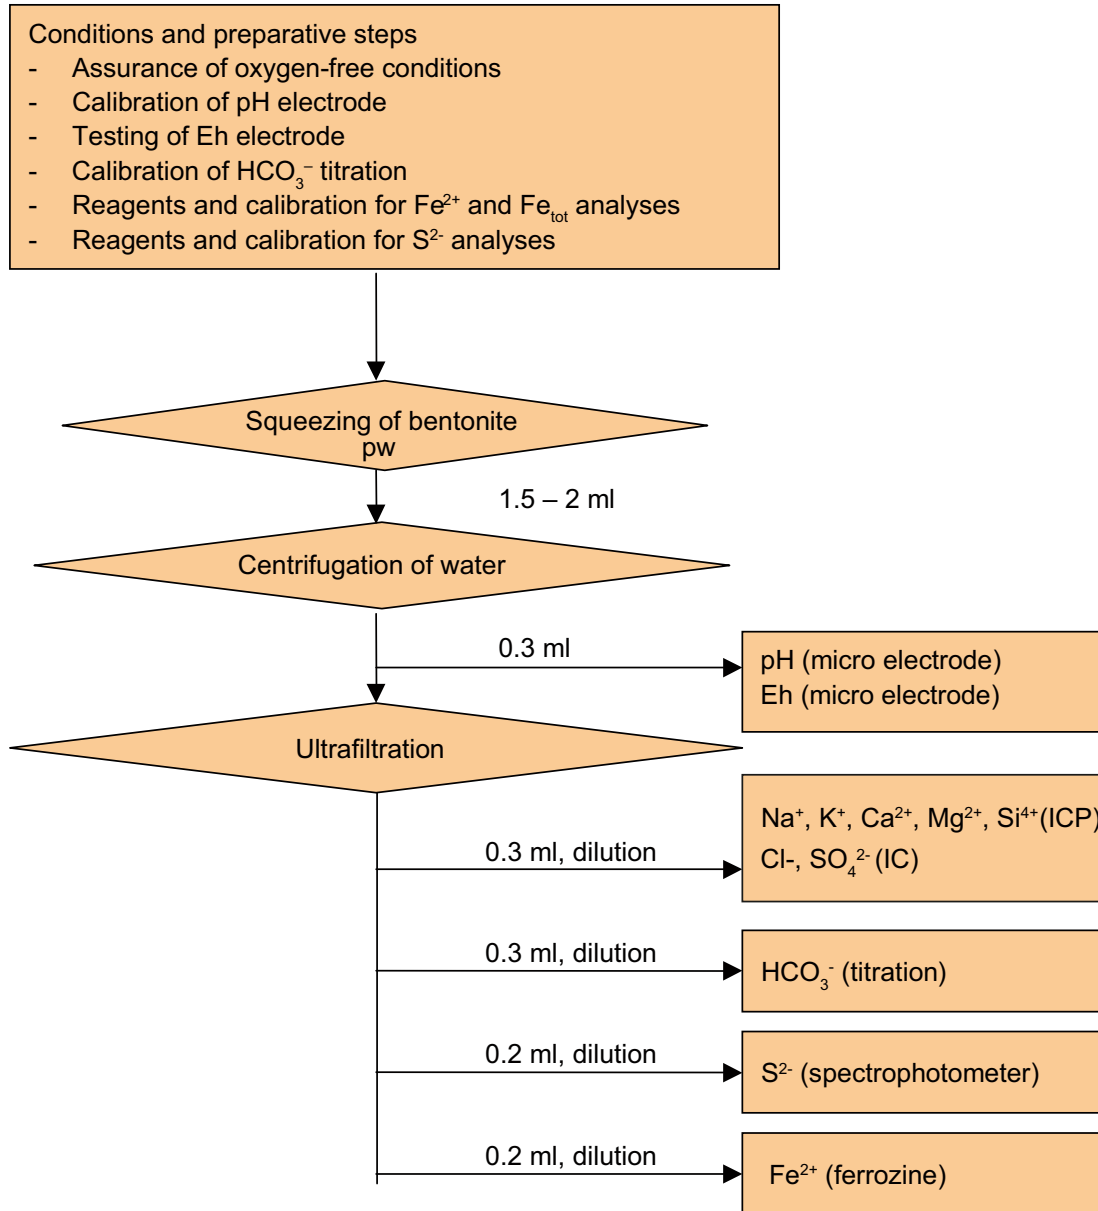 Conditions and preparative steps
- Assurance of oxygen-free conditions
- Calibration of pH electrode
- Testing of Eh electrode
- Calibration of HCO₃⁻ titration
- Reagents and calibration for Fe²⁺ and Feₜₒₜ analyses
- Reagents and calibration for S²⁻ analyses
Squeezing of bentonite
pw
1.5 – 2 ml
Centrifugation of water
0.3 ml
pH (micro electrode)
Eh (micro electrode)
Ultrafiltration
0.3 ml, dilution
Na⁺, K⁺, Ca²⁺, Mg²⁺, Si⁴⁺(ICP)
Cl-, SO₄²⁻ (IC)
0.3 ml, dilution
HCO₃⁻ (titration)
0.2 ml, dilution
S²⁻ (spectrophotometer)
0.2 ml, dilution
Fe²⁺ (ferrozine)